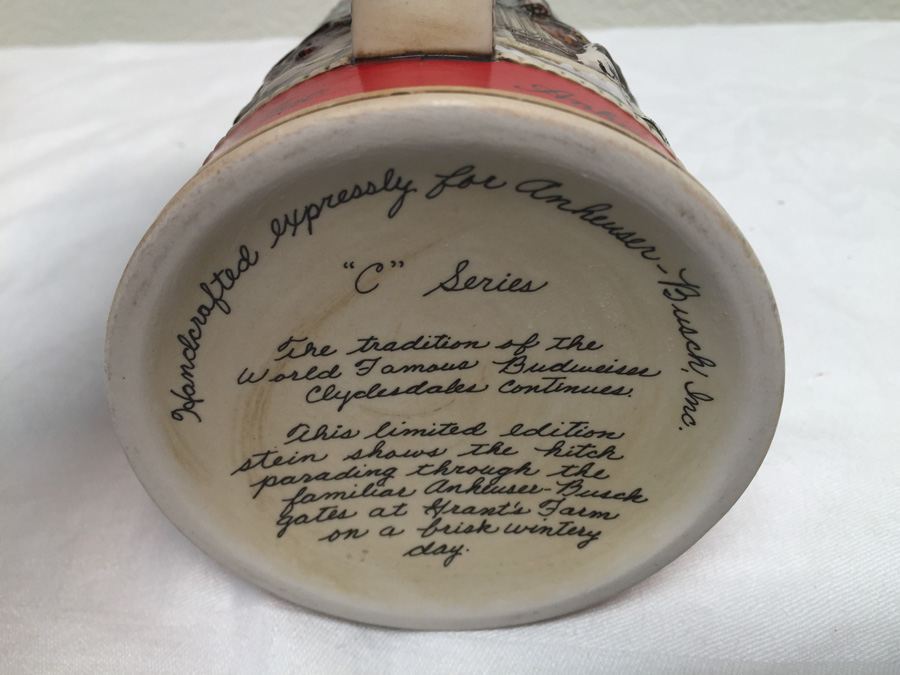 Handcrafted expressly for Anheuser-Busch, Inc.
"C" Series
The tradition of the
World Famous Budweiser
Clydesdales continues.
This limited edition
stein shows the hitch
parading through the
familiar Anheuser-Busch
gates at Grant's Farm
on a brisk wintery
day.